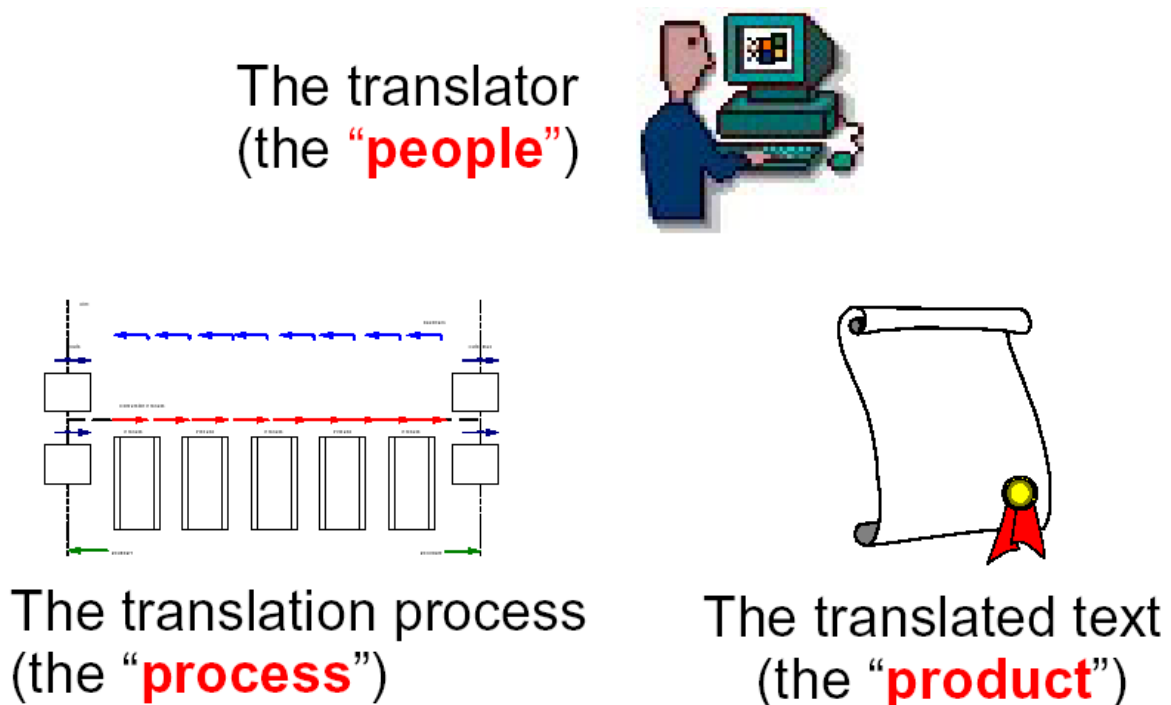 The translator
(the “people”)
The translation process
(the “process”)
The translated text
(the “product”)